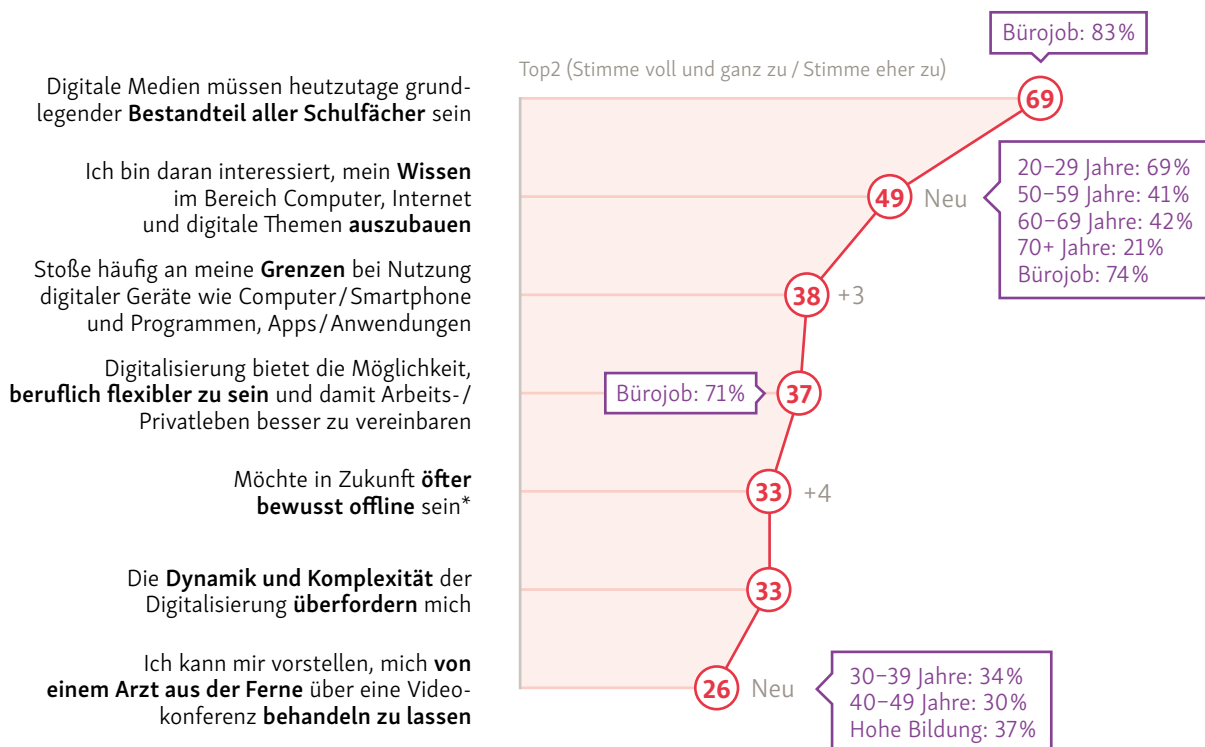 Bürojob: 83%
Top2 (Stimme voll und ganz zu / Stimme eher zu)
Digitale Medien müssen heutzutage grund-
legender Bestandteil aller Schulfächer sein
69
Ich bin daran interessiert, mein Wissen
im Bereich Computer, Internet
und digitale Themen auszubauen
49 Neu
20–29 Jahre: 69%
50–59 Jahre: 41%
60–69 Jahre: 42%
70+ Jahre: 21%
Bürojob: 74%
Stoße häufig an meine Grenzen bei Nutzung
digitaler Geräte wie Computer/Smartphone
und Programmen, Apps/Anwendungen
38 +3
Digitalisierung bietet die Möglichkeit,
beruflich flexibler zu sein und damit Arbeits-/
Privatleben besser zu vereinbaren
Bürojob: 71%
37
Möchte in Zukunft öfter
bewusst offline sein*
33 +4
Die Dynamik und Komplexität der
Digitalisierung überfordern mich
33
Ich kann mir vorstellen, mich von
einem Arzt aus der Ferne über eine Video-
konferenz behandeln zu lassen
26 Neu
30–39 Jahre: 34%
40–49 Jahre: 30%
Hohe Bildung: 37%